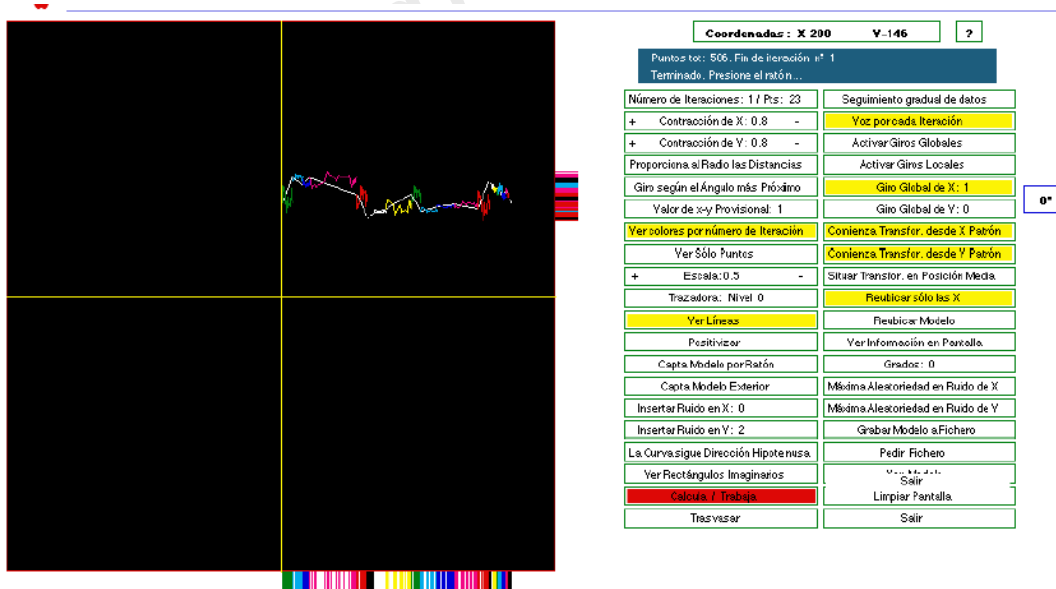 Coordenadas: X 200 Y-146
?
Puntos tot: 506. Fin de iteración nº 1
Terminado. Presione el ratón...
Número de Iteraciones: 1 / Pts: 23
Seguimiento gradual de datos
+ Contracción de X: 0.8 -
Voz por cada Iteración
+ Contracción de Y: 0.8 -
Activar Giros Globales
Proporciona al Radio las Distancias
Activar Giros Locales
Giro según el Ángulo más Próximo
Giro Global de X: 1
0°
Valor de x-y Provisional: 1
Giro Global de Y: 0
Ver colores por número de Iteración
Comienza Transfor. desde X Patrón
Ver Sólo Puntos
Comienza Transfor. desde Y Patrón
+ Escala: 0.5 -
Situar Transfor. en Posición Media
Trazadora: Nivel 0
Reubicar sólo las X
Ver Líneas
Reubicar Modelo
Positivizar
Ver Información en Pantalla
Capta Modelo por Ratón
Grados: 0
Capta Modelo Exterior
Máxima Aleatoriedad en Ruido de X
Insertar Ruido en X: 0
Máxima Aleatoriedad en Ruido de Y
Insertar Ruido en Y: 2
Grabar Modelo a Fichero
La Curva sigue Dirección Hipotenusa
Pedir Fichero
Ver Rectángulos Imaginarios
Salir
Calcula / Trabaja
Limpiar Pantalla
Trasvasar
Salir